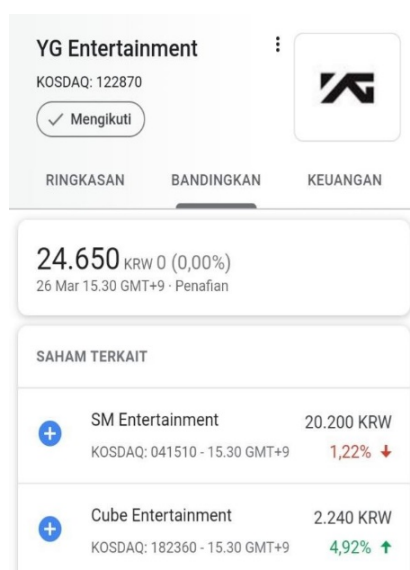 YG Entertainment
KOSDAQ: 122870
Mengikuti
YG
RINGKASAN BANDINGKAN KEUANGAN
24.650 KRW 0 (0,00%)
26 Mar 15.30 GMT+9 · Penafian
SAHAM TERKAIT
SM Entertainment 20.200 KRW
KOSDAQ: 041510 - 15.30 GMT+9 1,22%
Cube Entertainment 2.240 KRW
KOSDAQ: 182360 - 15.30 GMT+9 4,92%